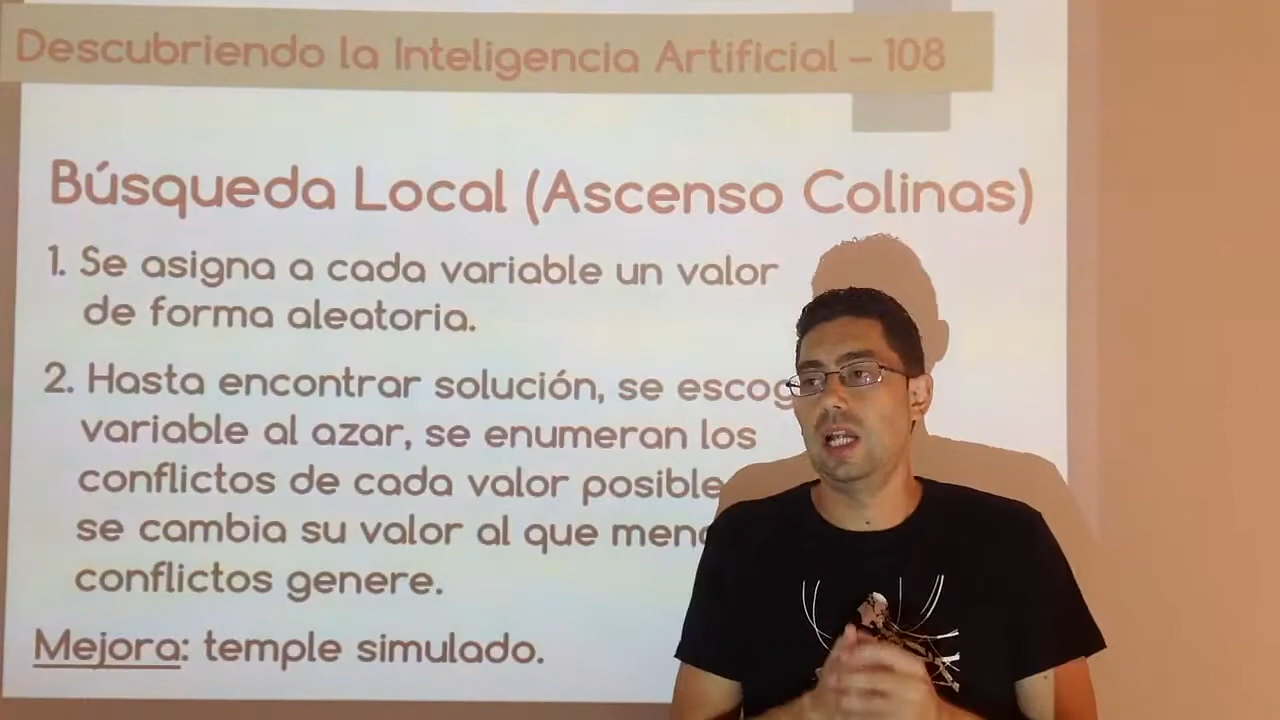 Descubriendo la Inteligencia Artificial – 108
Búsqueda Local (Ascenso Colinas)
1. Se asigna a cada variable un valor
de forma aleatoria.
2. Hasta encontrar solución, se escog
variable al azar, se enumeran los
conflictos de cada valor posible
se cambia su valor al que men
conflictos genere.
Mejora: temple simulado.